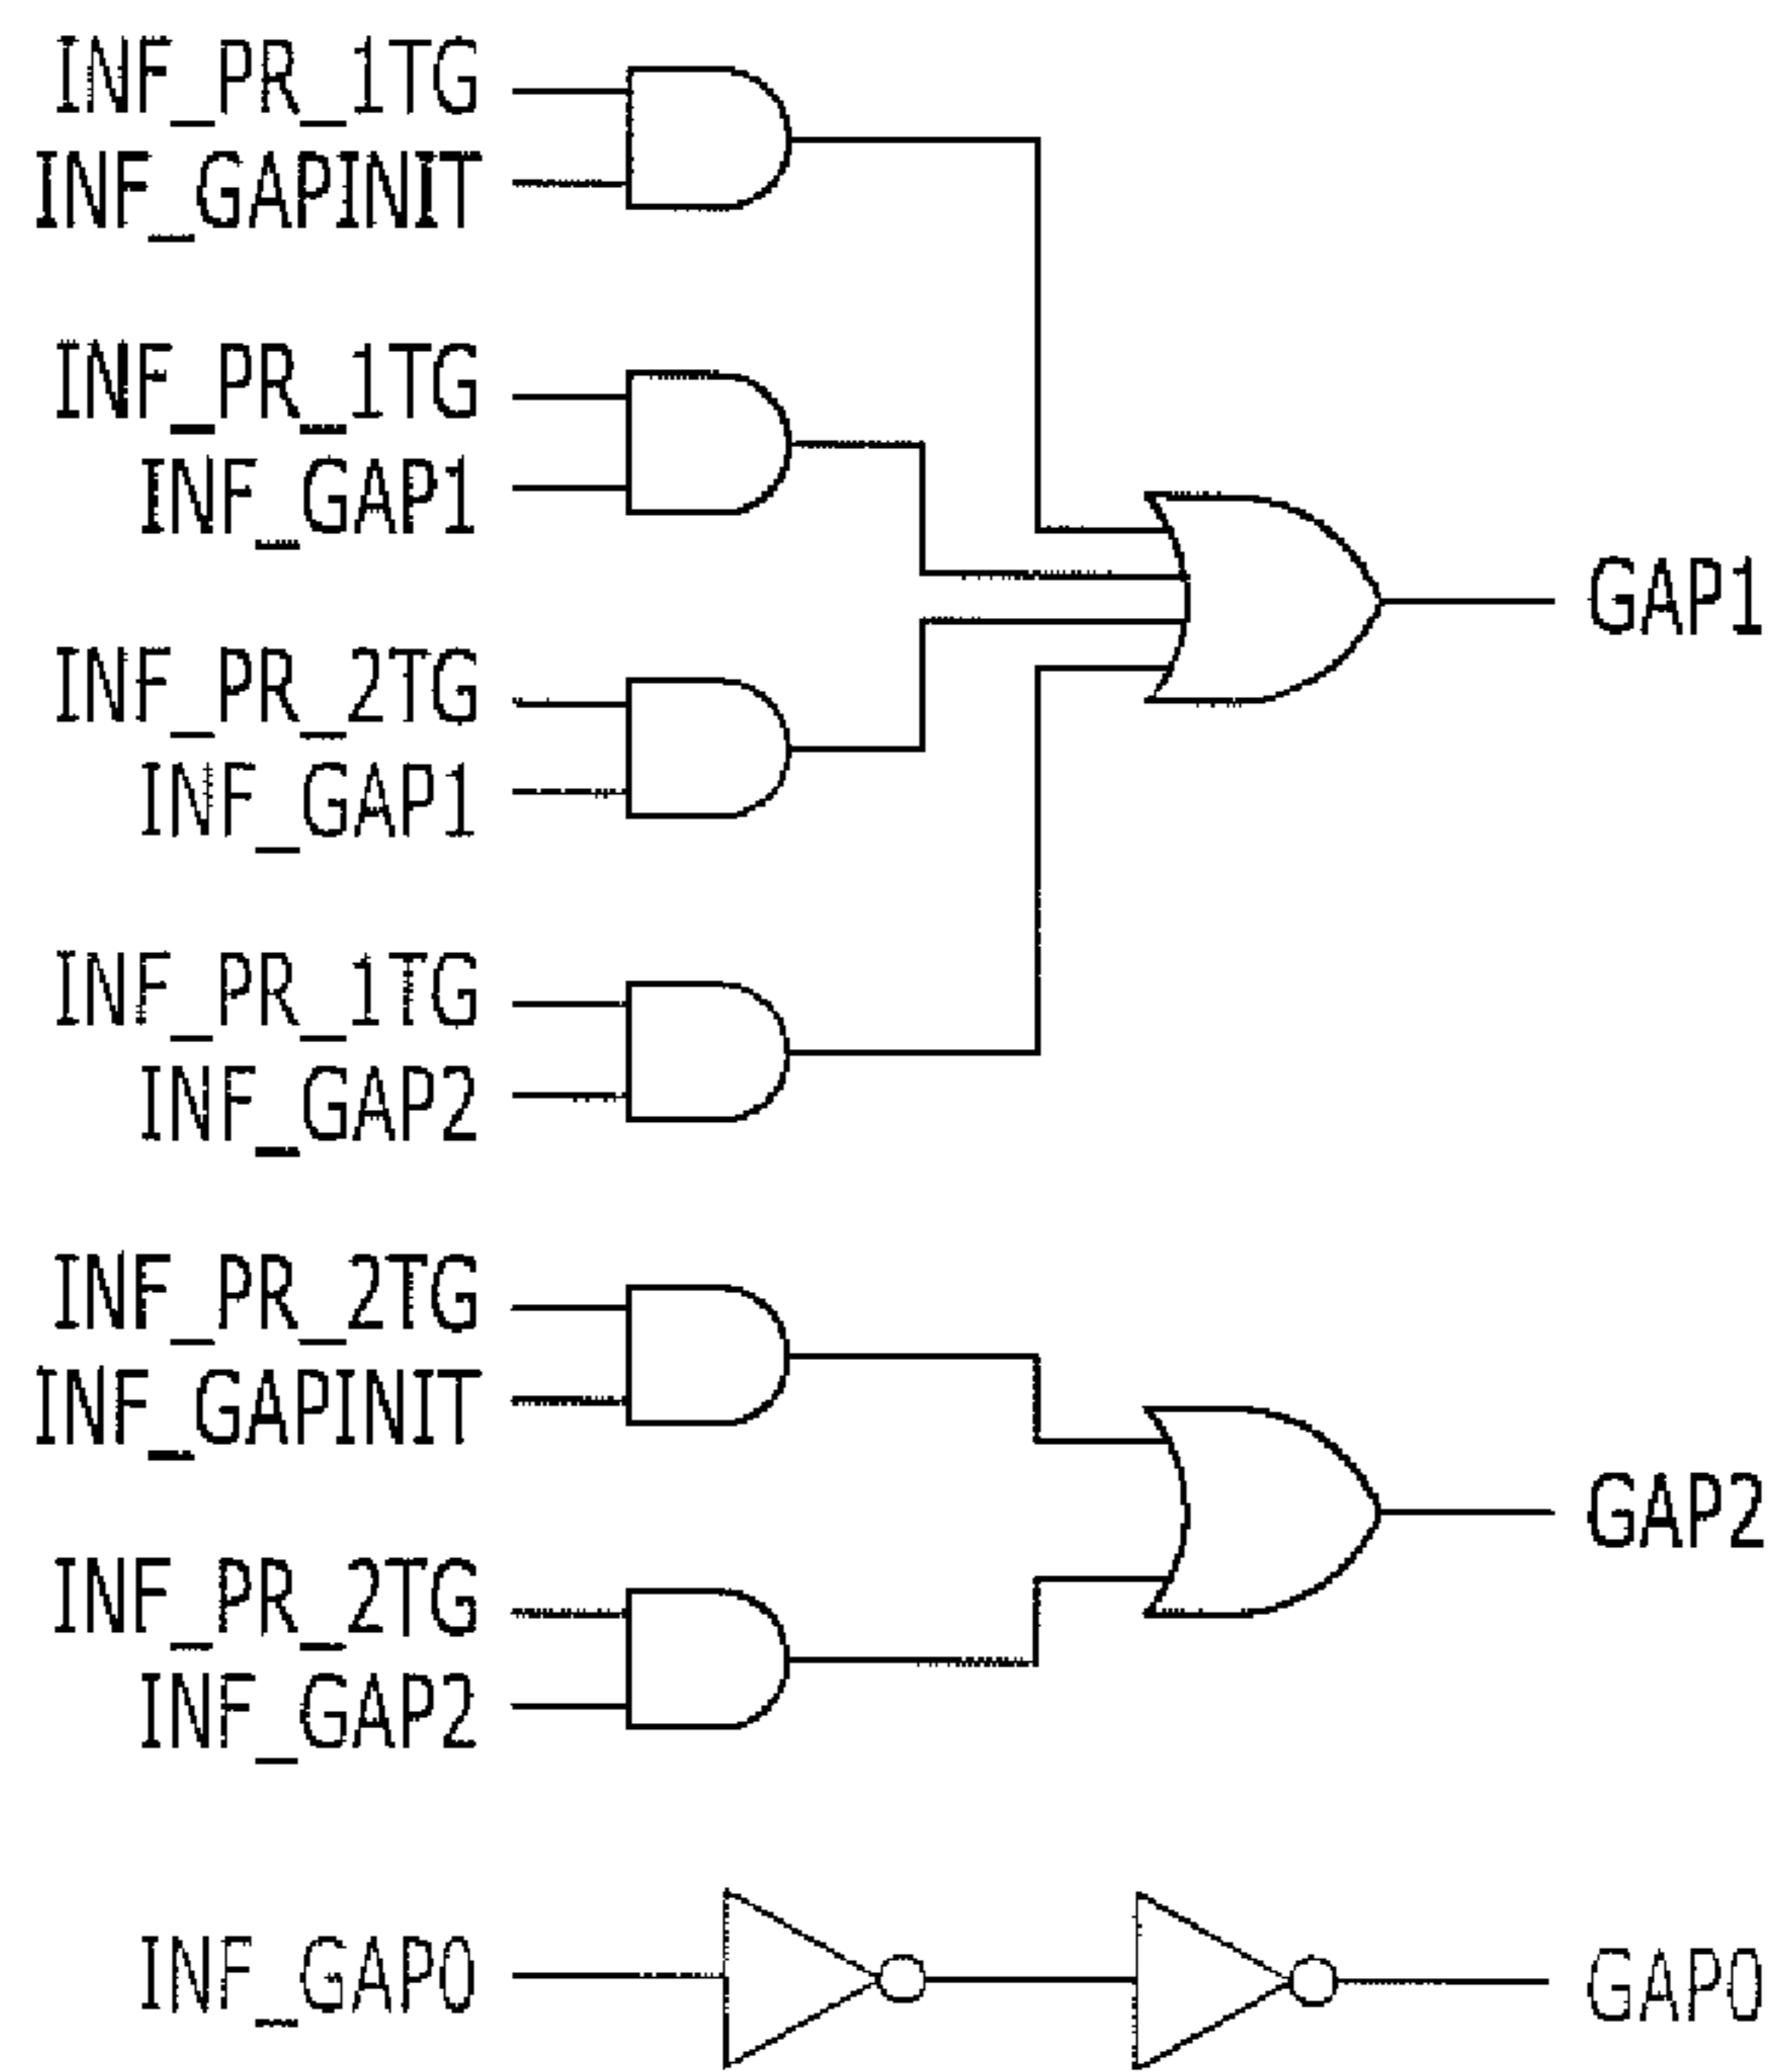 INF_PR_1TG
INF_GAPINIT
INF_PR_1TG
INF_GAP1
GAP1
INF_PR_2TG
INF_GAP1
INF_PR_1TG
INF_GAP2
INF_PR_2TG
INF_GAPINIT
GAP2
INF_PR_2TG
INF_GAP2
INF_GAP0
GAP0